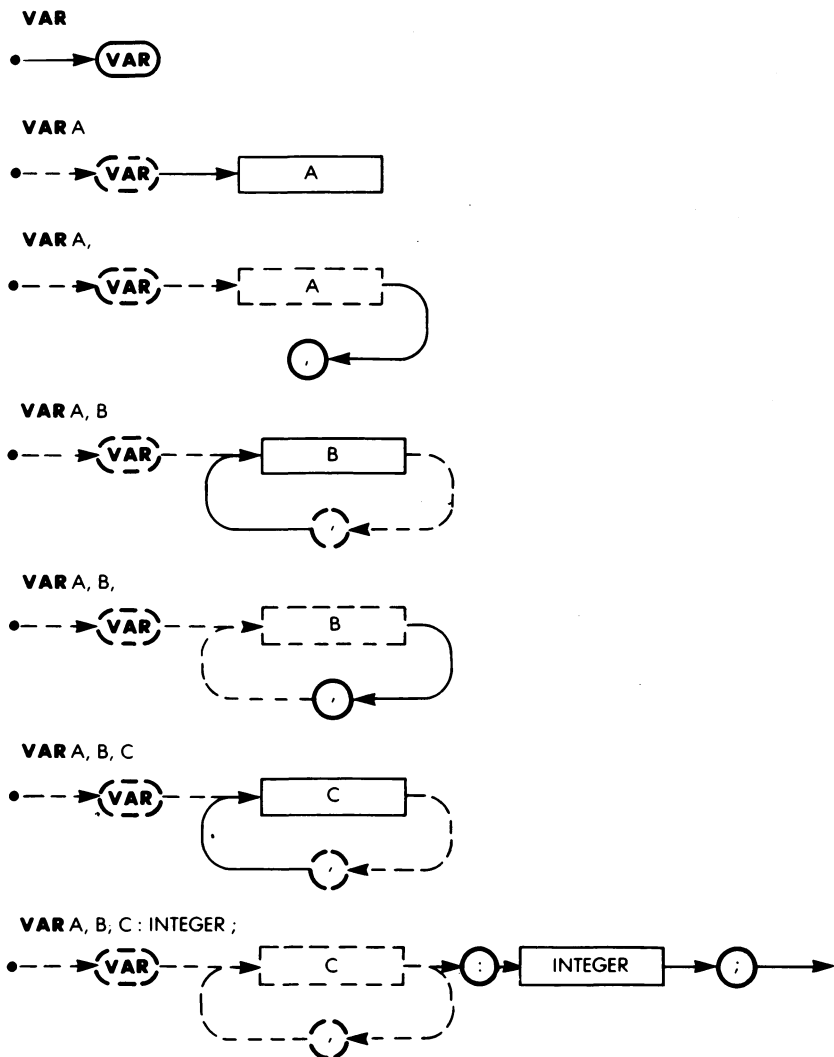 VAR
VAR
VAR A
VAR A
VAR A,
VAR A
,
VAR A, B
VAR B
,
VAR A, B,
VAR B
,
VAR A, B, C
VAR C
,
VAR A, B, C : INTEGER ;
VAR C : INTEGER ;
,